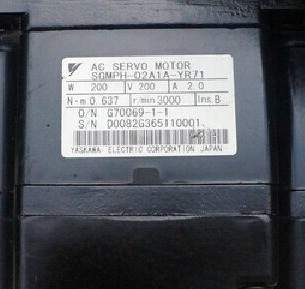 AC SERVO MOTOR
SGMPH-02A1A-YR71
W 200 V 200 A 2.0
N-m 0.637 r/min 3000 Ins. B
O/N G70069-1-1
S/N D0082G365110001
YASKAWA ELECTRIC CORPORATION JAPAN